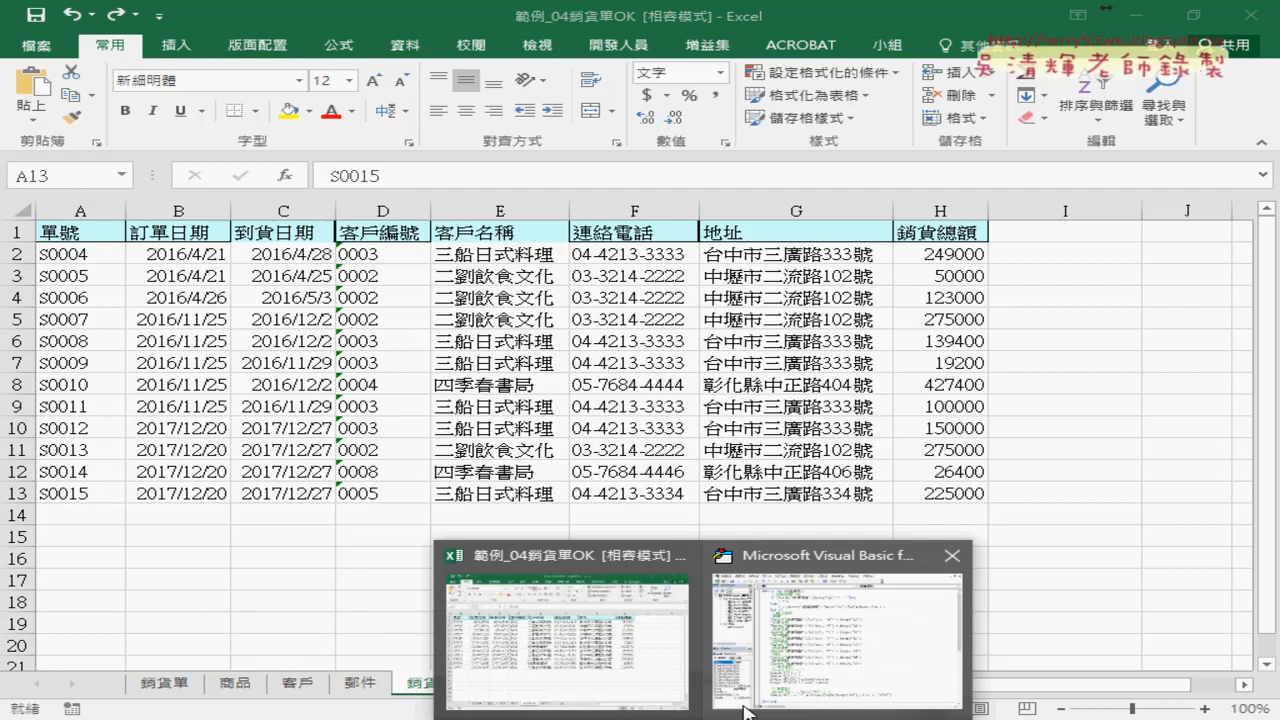 範例_04銷貨單OK [相容模式] - Excel
檔案 常用 插入 版面配置 公式 資料 校閱 檢視 開發人員 增益集 ACROBAT 小組 共用
吳清輝老師錄製
貼上 新細明體 12 文字 設定格式化的條件 插入
B I U $ % 格式化為表格 刪除 排序與篩選 尋找與選取
儲存格樣式 格式
剪貼簿 字型 對齊方式 數值 樣式 儲存格 編輯
A13 fx S0015
A B C D E F G H I J
1 單號 訂單日期 到貨日期 客戶編號 客戶名稱 連絡電話 地址 銷貨總額
2 S0004 2016/4/21 2016/4/28 0003 三船日式料理 04-4213-3333 台中市三廣路333號 249000
3 S0005 2016/4/21 2016/4/25 0002 二劉飲食文化 03-3214-2222 中壢市二流路102號 50000
4 S0006 2016/4/26 2016/5/3 0002 二劉飲食文化 03-3214-2222 中壢市二流路102號 123000
5 S0007 2016/11/25 2016/12/2 0002 二劉飲食文化 03-3214-2222 中壢市二流路102號 275000
6 S0008 2016/11/25 2016/12/2 0003 三船日式料理 04-4213-3333 台中市三廣路333號 139400
7 S0009 2016/11/25 2016/11/29 0003 三船日式料理 04-4213-3333 台中市三廣路333號 19200
8 S0010 2016/11/25 2016/12/2 0004 四季春書局 05-7684-4444 彰化縣中正路404號 427400
9 S0011 2016/11/25 2016/11/29 0003 三船日式料理 04-4213-3333 台中市三廣路333號 100000
10 S0012 2017/12/20 2017/12/27 0003 三船日式料理 04-4213-3333 台中市三廣路333號 150000
11 S0013 2017/12/20 2017/12/27 0002 二劉飲食文化 03-3214-2222 中壢市二流路102號 275000
12 S0014 2017/12/20 2017/12/27 0008 四季春書局 05-7684-4446 彰化縣中正路406號 26400
13 S0015 2017/12/20 2017/12/27 0005 三船日式料理 04-4213-3334 台中市三廣路334號 225000
14
15
16
17
18
19
20
範例_04銷貨單OK [相容模式] ... Microsoft Visual Basic f...
銷貨單 商品 客戶 郵件 銷貨
就緒 100%